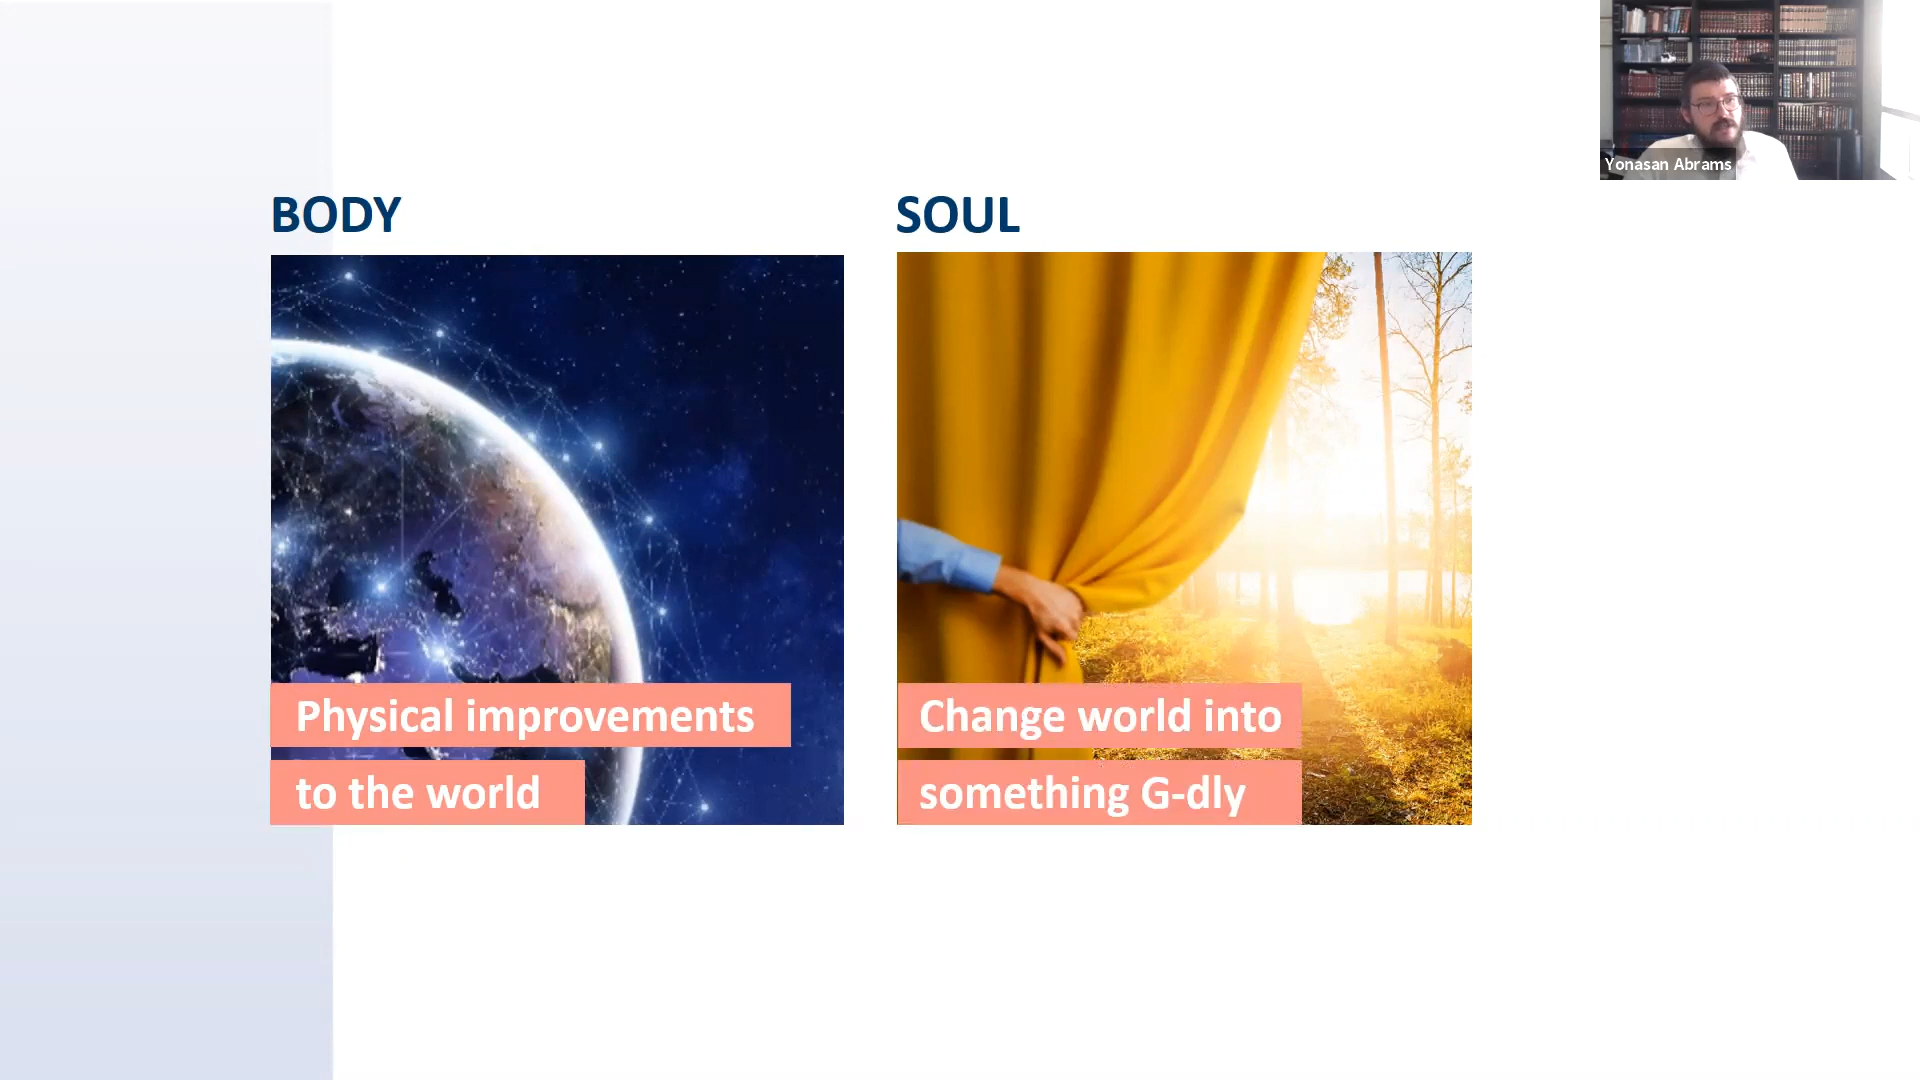 Yonasan Abrams
BODY
Physical improvements
to the world
SOUL
Change world into
something G-dly